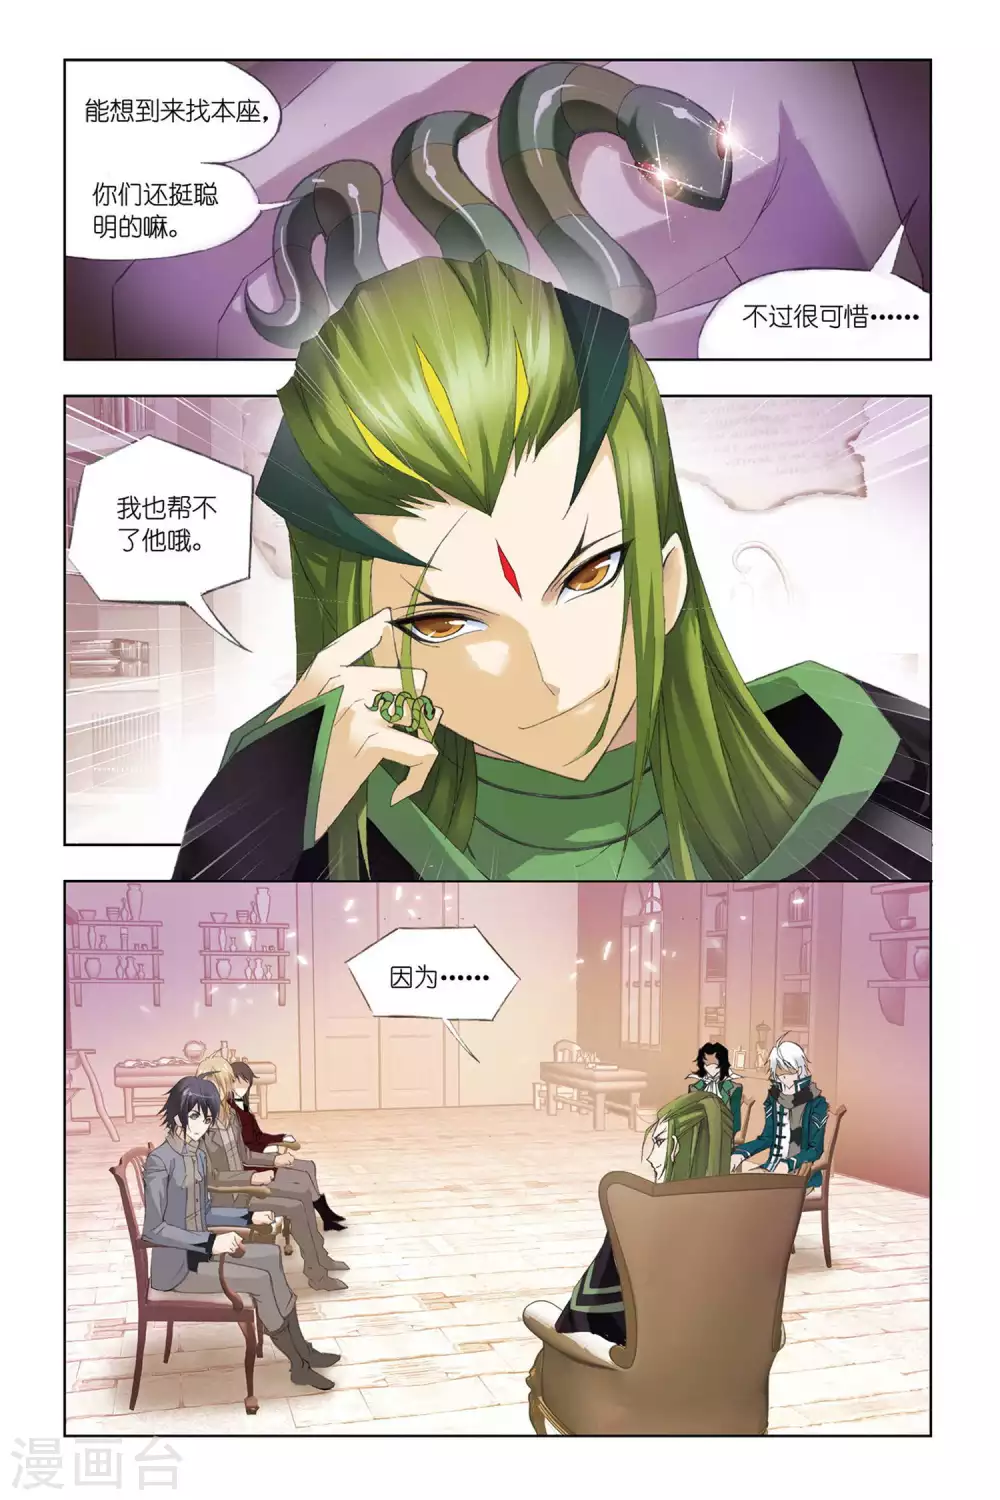 能想到来找本座，
你们还挺聪
明的嘛。
不过很可惜……
我也帮不
了他哦。
因为……
漫画台